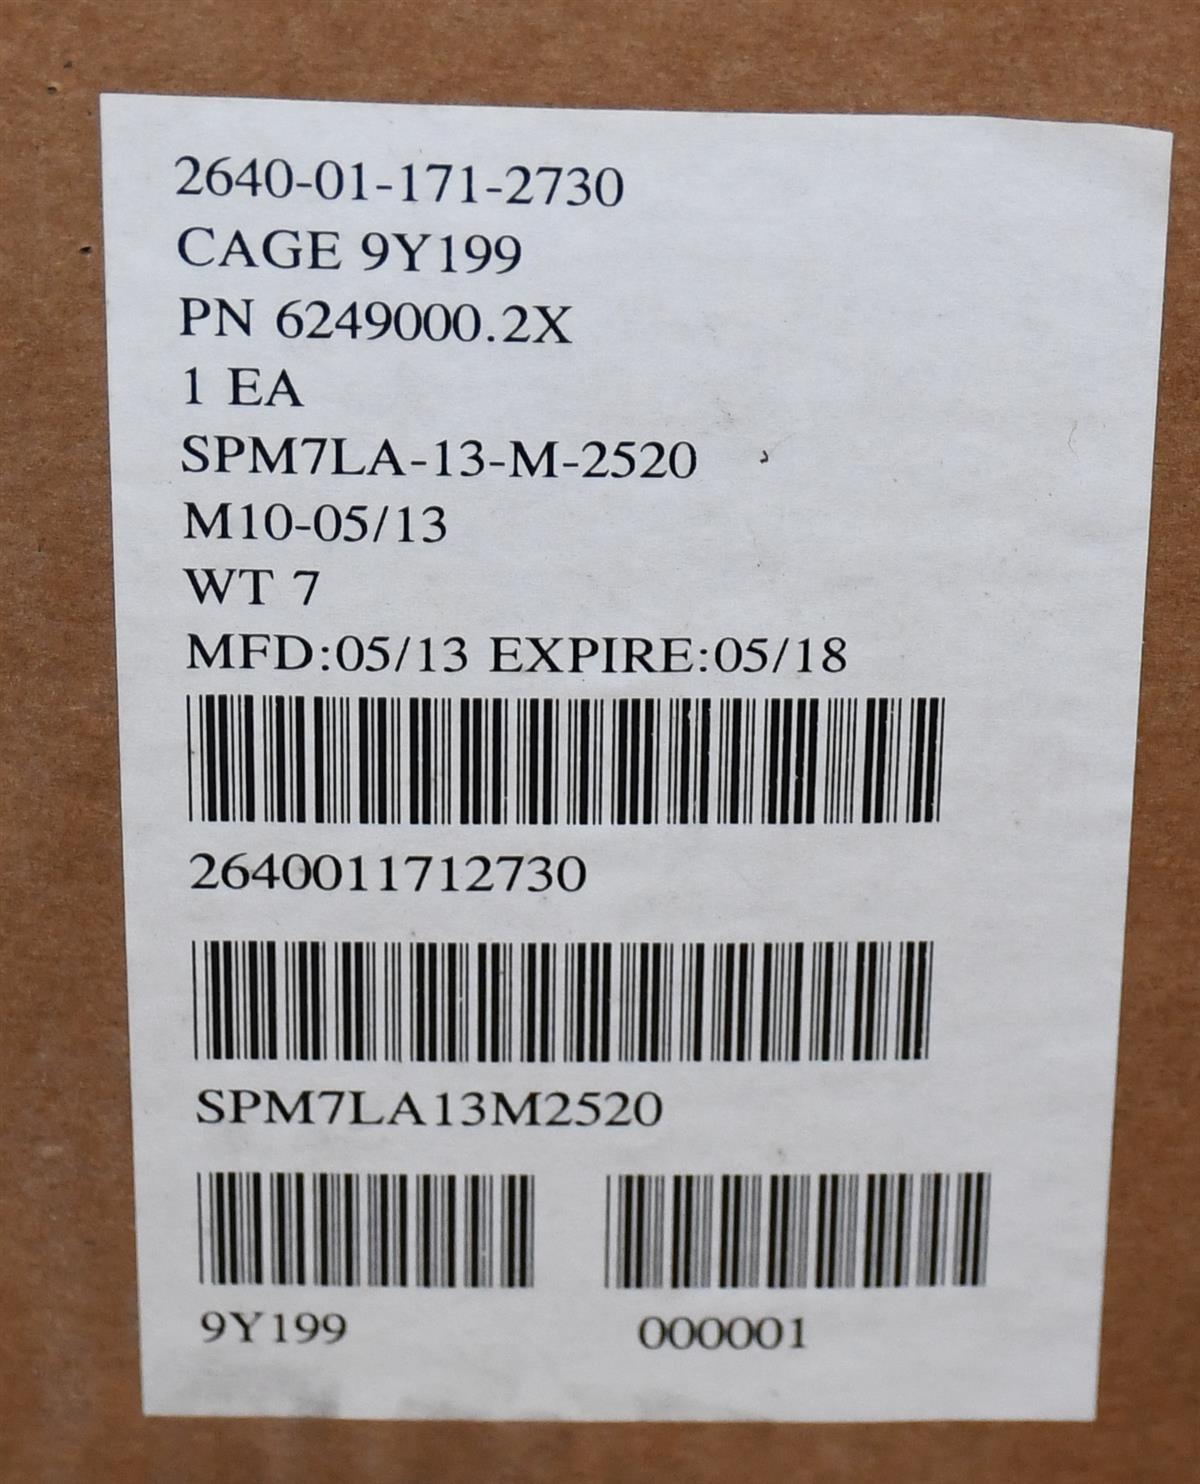 2640-01-171-2730
CAGE 9Y199
PN 6249000.2X
1 EA
SPM7LA-13-M-2520
M10-05/13
WT 7
MFD:05/13 EXPIRE:05/18
2640011712730
SPM7LA13M2520
9Y199 000001